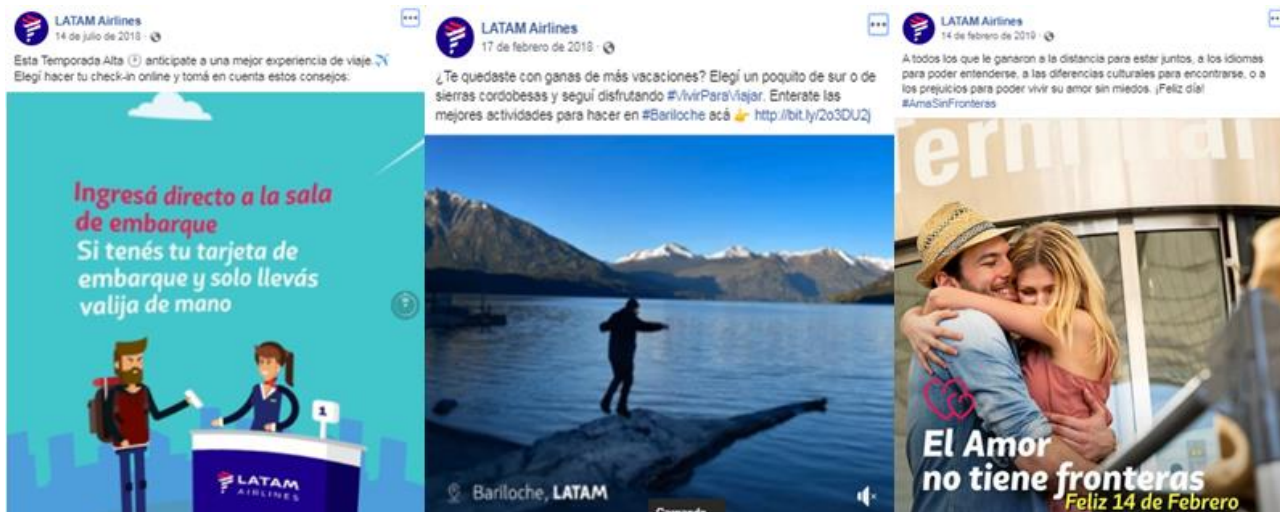 LATAM Airlines
14 de julio de 2018
Esta Temporada Alta anticipate a una mejor experiencia de viaje.
Elegí hacer tu check-in online y tomá en cuenta estos consejos:
Ingresá directo a la sala
de embarque
Si tenés tu tarjeta de
embarque y solo llevás
valija de mano
1
LATAM
AIRLINES
LATAM Airlines
17 de febrero de 2018
¿Te quedaste con ganas de más vacaciones? Elegí un poquito de sur o de
sierras cordobesas y seguí disfrutando #VivirParaViajar. Enterate las
mejores actividades para hacer en #Bariloche acá 👉 http://bit.ly/2o3DU2j
Bariloche, LATAM
LATAM Airlines
14 de febrero de 2019
A todos los que le ganaron a la distancia para estar juntos, a los idiomas
para poder entenderse, a las diferencias culturales para encontrarse, o a
los prejuicios para poder vivir su amor sin miedos. ¡Feliz día!
#AmaSinFronteras
Terminal
El Amor
no tiene fronteras
Feliz 14 de Febrero